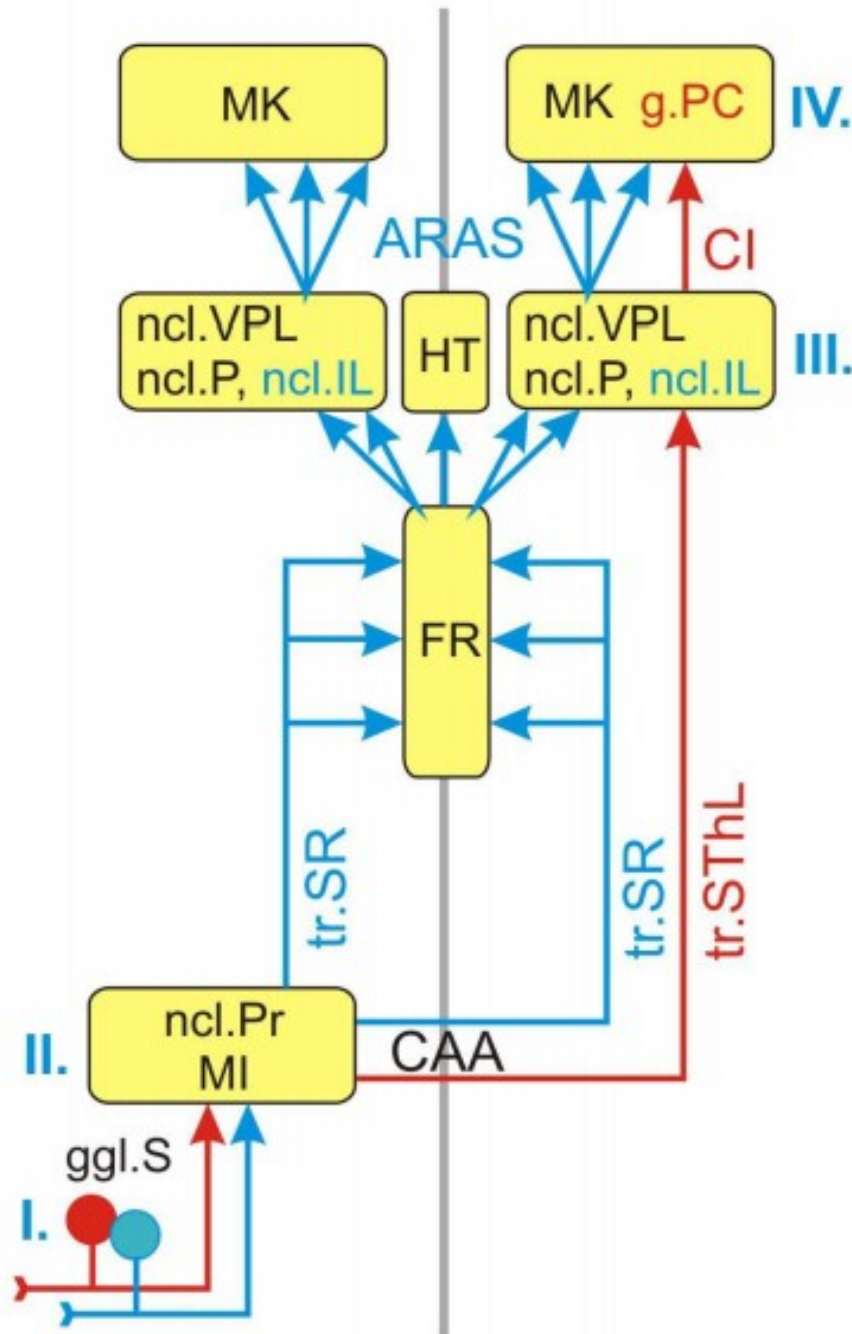 MK
MK g.PC
IV.
ARAS
CI
ncl.VPL
ncl.P, ncl.IL
HT
ncl.VPL
ncl.P, ncl.IL
III.
FR
tr.SR
tr.SR
tr.SThL
II.
ncl.Pr
MI
CAA
ggl.S
I.